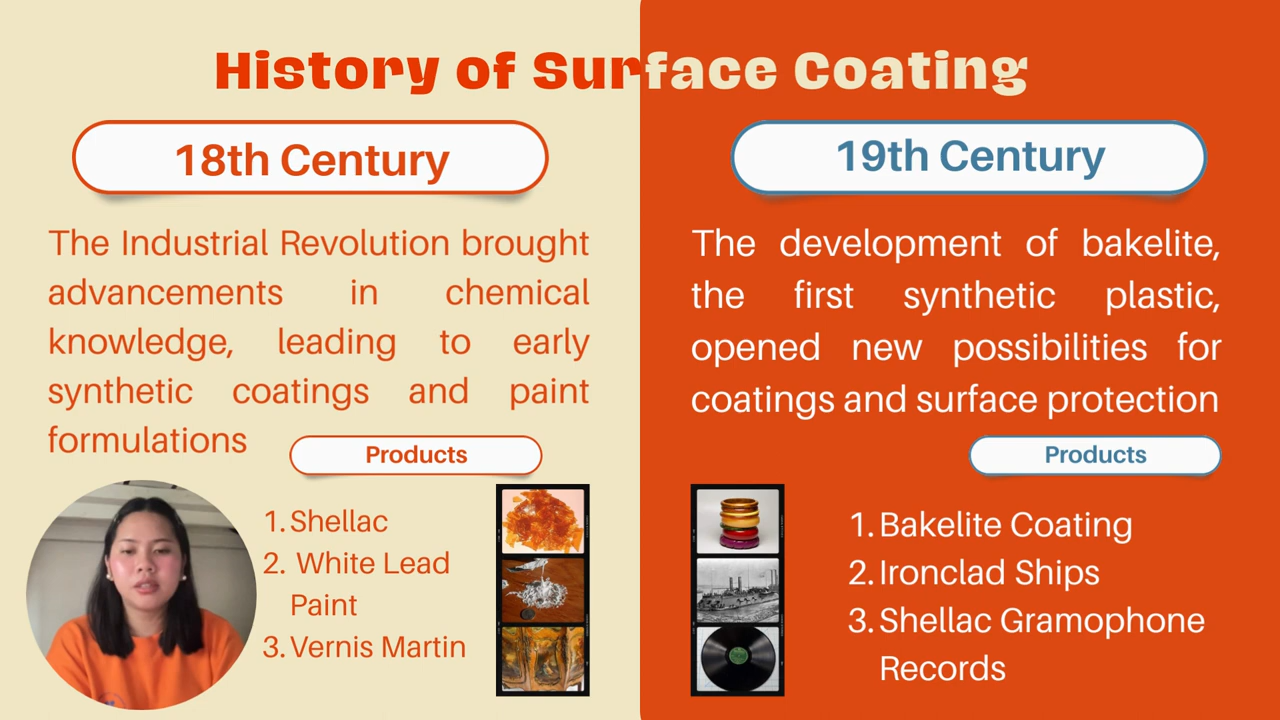 History of Surface Coating
18th Century
The Industrial Revolution brought
advancements in chemical
knowledge, leading to early
synthetic coatings and paint
formulations
Products
1. Shellac
2. White Lead
Paint
3. Vernis Martin
19th Century
The development of bakelite,
the first synthetic plastic,
opened new possibilities for
coatings and surface protection
Products
1. Bakelite Coating
2. Ironclad Ships
3. Shellac Gramophone
Records